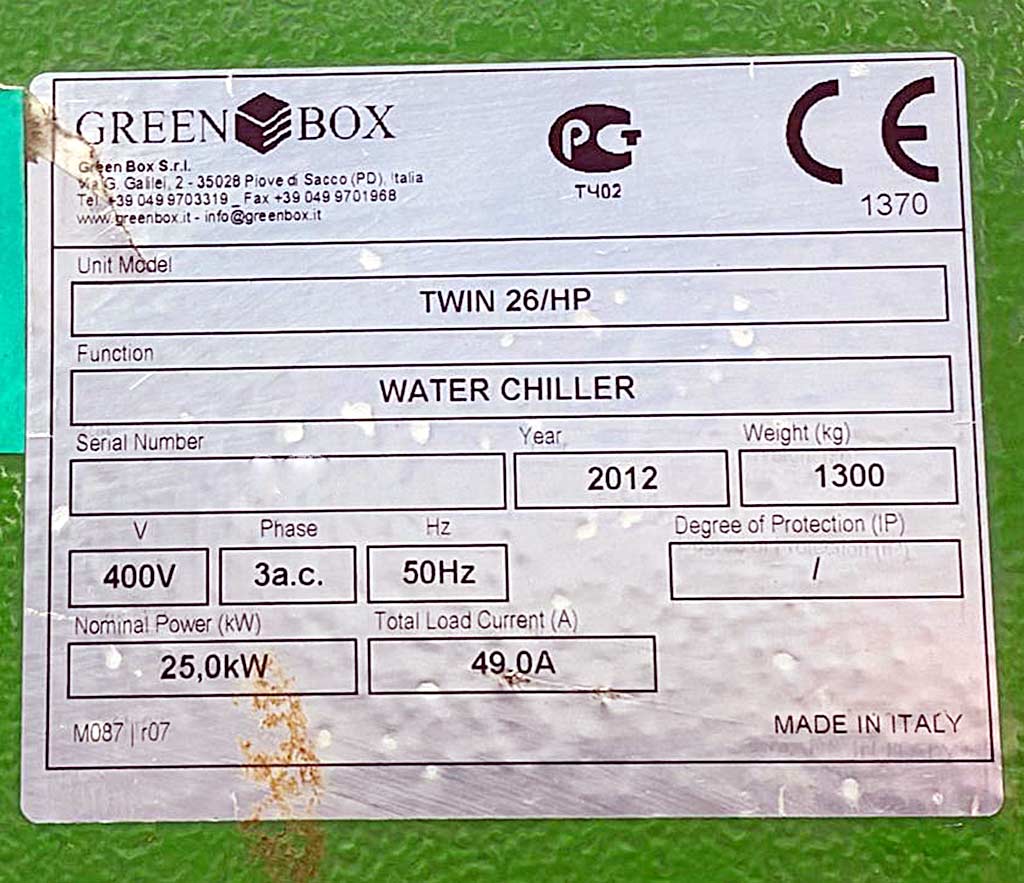 GREEN BOX
Green Box S.r.l.
Via G. Galilei, 2 - 35028 Piove di Sacco (PD), Italia
Tel. +39 049 9703319 _ Fax +39 049 9701968
www.greenbox.it - info@greenbox.it
РСТ
ТЧ02
CE
1370
Unit Model
TWIN 26/HP
Function
WATER CHILLER
Serial Number
Year
Weight (kg)
2012
1300
V
Phase
Hz
Degree of Protection (IP)
400V
3a.c.
50Hz
/
Nominal Power (kW)
Total Load Current (A)
25,0kW
49.0A
M087 | r07
MADE IN ITALY